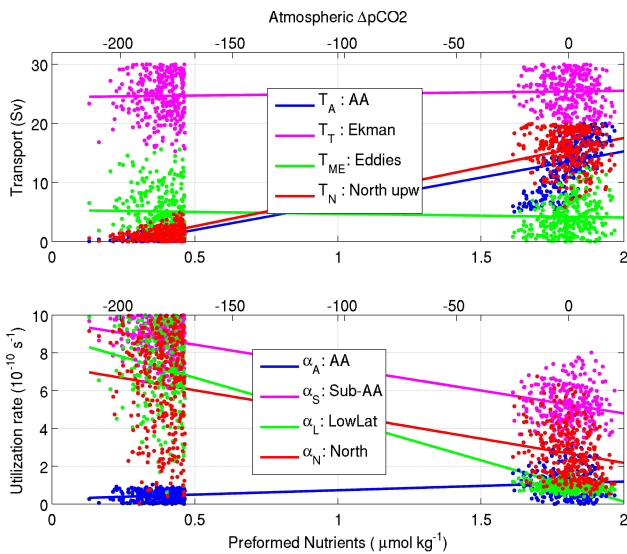 Atmospheric ΔpCO2
-200 -150 -100 -50 0
30
20
10
0
Transport (Sv)
T_A : AA
T_T : Ekman
T_ME: Eddies
T_N : North upw
0 0.5 1 1.5 2
-200 -150 -100 -50 0
10
8
6
4
2
0
Utilization rate (10^-10 s^-1)
α_A: AA
α_S: Sub-AA
α_L: LowLat
α_N: North
0 0.5 1 1.5 2
Preformed Nutrients ( μmol kg^-1)